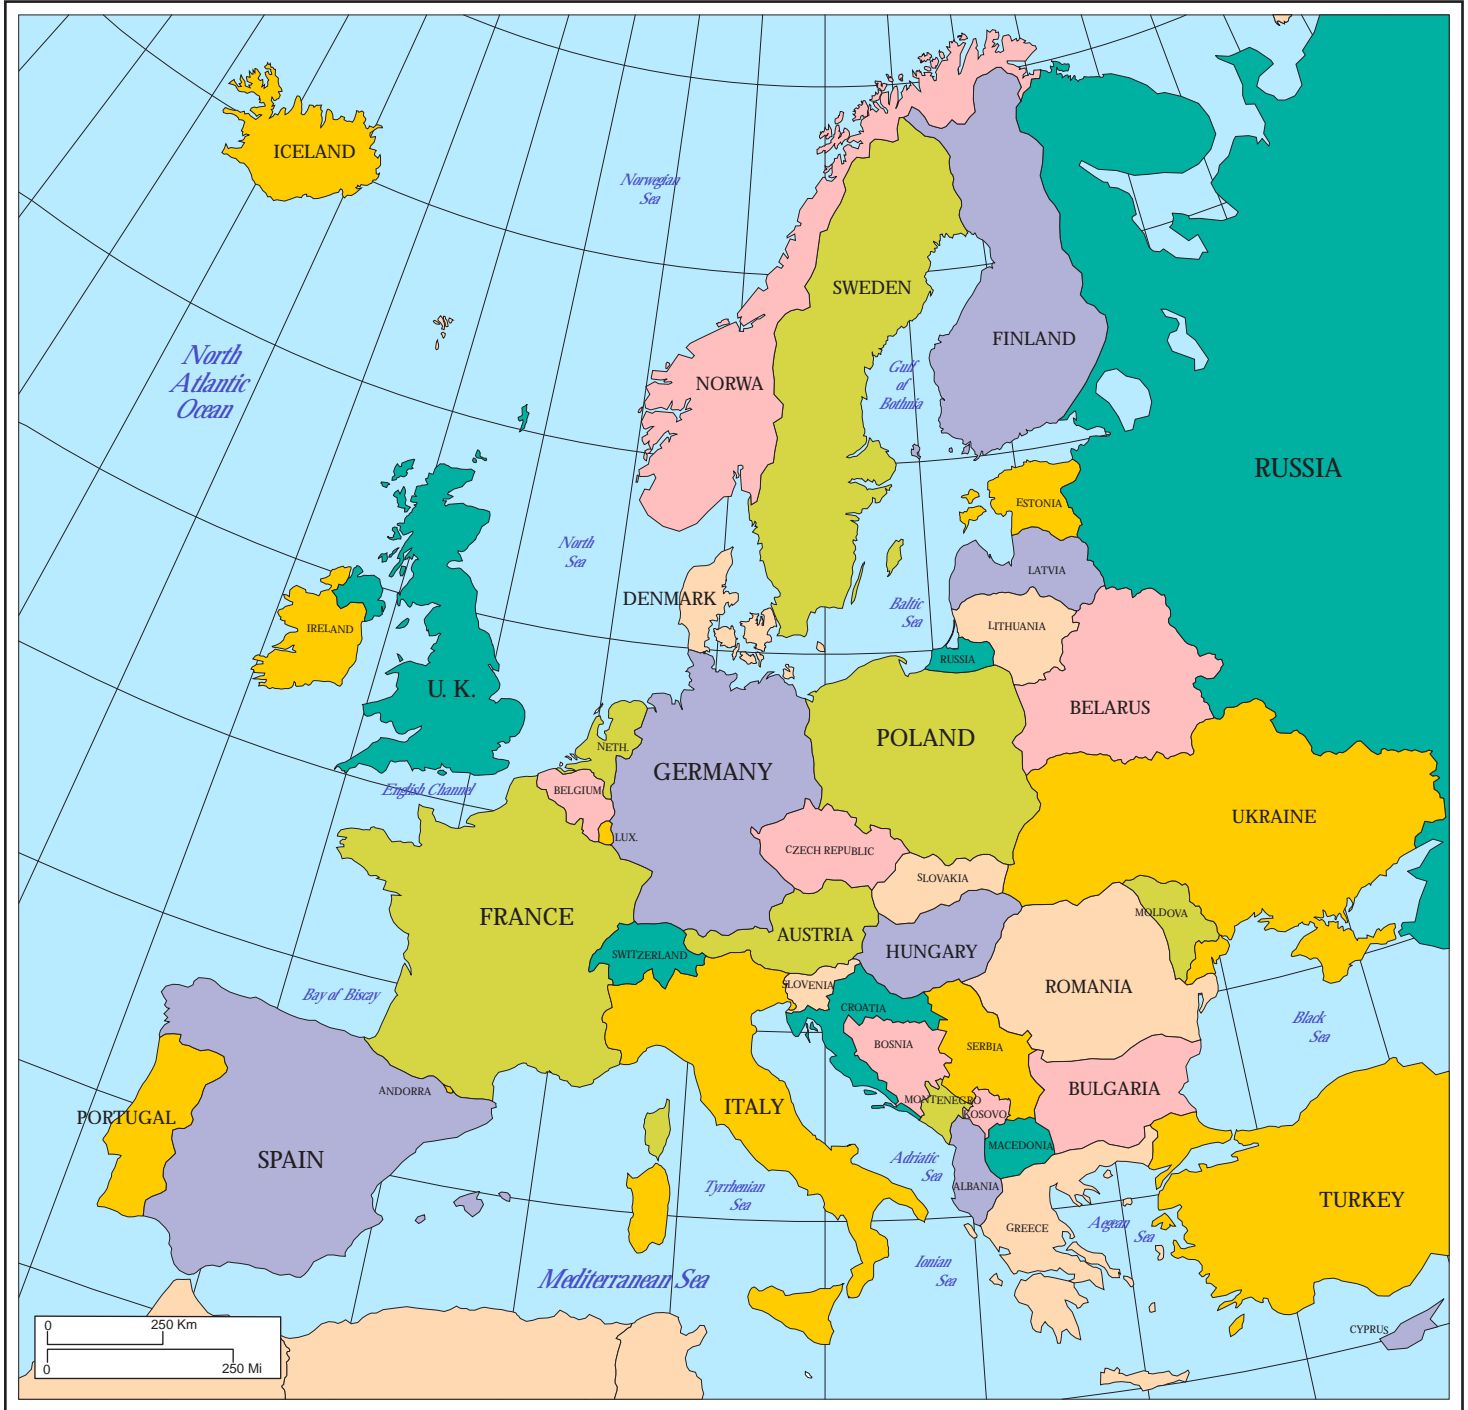 ICELAND
Norwegian
Sea
SWEDEN
FINLAND
North
Atlantic
Ocean
NORWA
Gulf
of
Bothnia
RUSSIA
ESTONIA
North
Sea
LATVIA
DENMARK
Baltic
Sea
LITHUANIA
IRELAND
RUSSIA
U. K.
BELARUS
NETH.
POLAND
GERMANY
English Channel
BELGIUM
UKRAINE
LUX.
CZECH REPUBLIC
SLOVAKIA
FRANCE
MOLDOVA
AUSTRIA
SWITZERLAND
HUNGARY
SLOVENIA
ROMANIA
Bay of Biscay
CROATIA
Black
Sea
BOSNIA
SERBIA
ANDORRA
BULGARIA
MONTENEGRO
PORTUGAL
ITALY
KOSOVO
MACEDONIA
SPAIN
Adriatic
Sea
ALBANIA
Tyrrhenian
Sea
TURKEY
GREECE
Aegean
Sea
Ionian
Sea
Mediterranean Sea
CYPRUS
0 250 Km
0 250 Mi